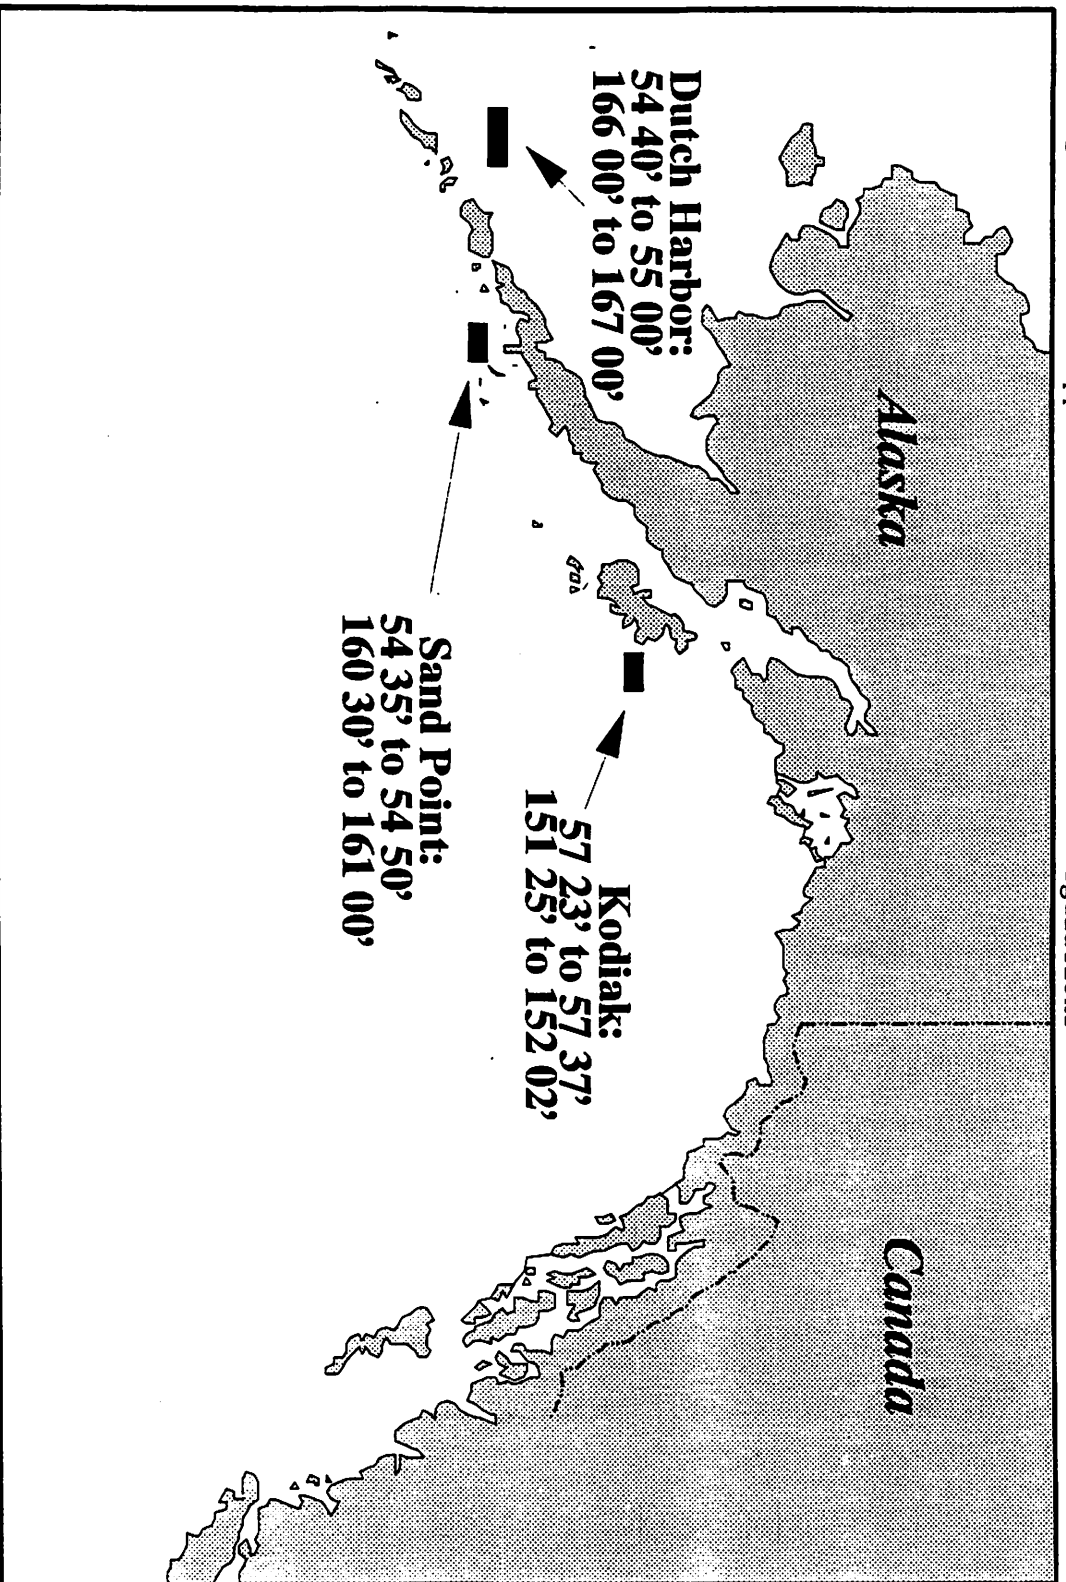 Alaska
Canada
Dutch Harbor:
54 40' to 55 00'
166 00' to 167 00'
Kodiak:
57 23' to 57 37'
151 25' to 152 02'
Sand Point:
54 35' to 54 50'
160 30' to 161 00'